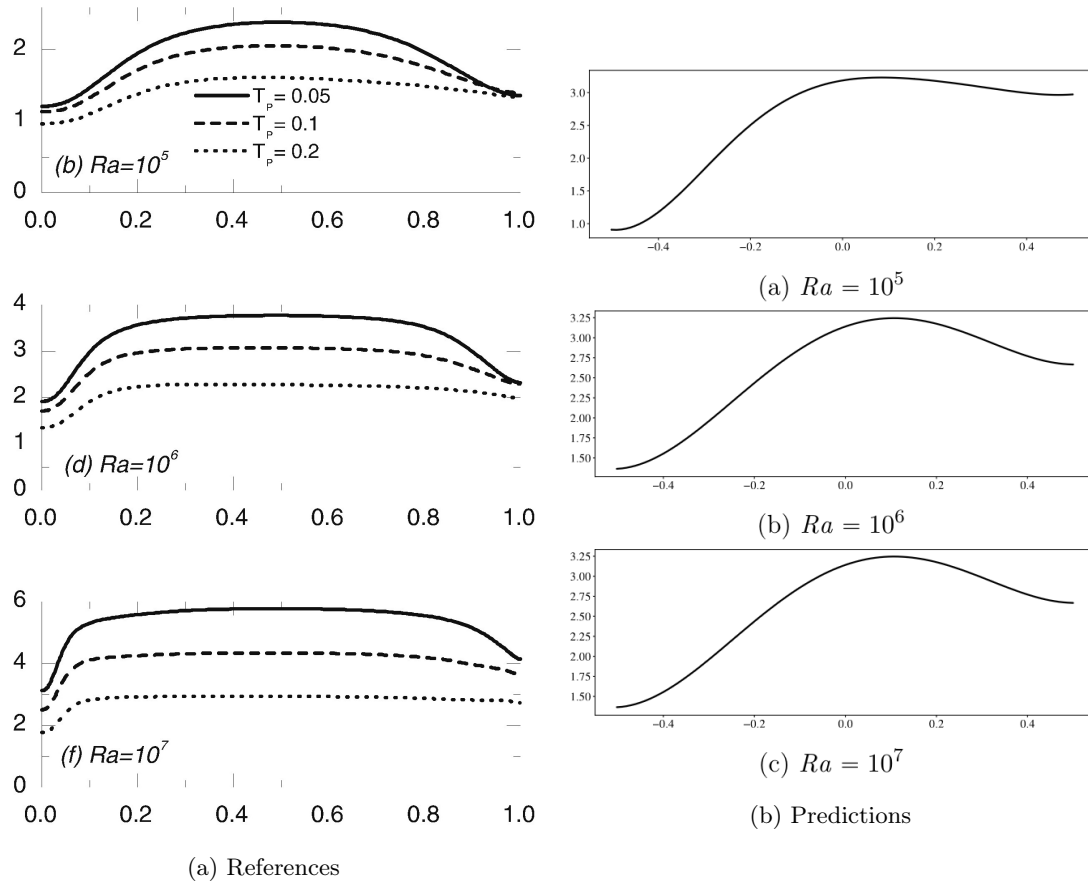 2
1
0
T_P= 0.05
T_P= 0.1
T_P= 0.2
(b) Ra=10^5
0.0 0.2 0.4 0.6 0.8 1.0
4
3
2
1
0
(d) Ra=10^6
0.0 0.2 0.4 0.6 0.8 1.0
6
4
2
0
(f) Ra=10^7
0.0 0.2 0.4 0.6 0.8 1.0
(a) References
3.0
2.5
2.0
1.5
1.0
−0.4 −0.2 0.0 0.2 0.4
(a) Ra = 10^5
3.25
3.00
2.75
2.50
2.25
2.00
1.75
1.50
−0.4 −0.2 0.0 0.2 0.4
(b) Ra = 10^6
3.25
3.00
2.75
2.50
2.25
2.00
1.75
1.50
−0.4 −0.2 0.0 0.2 0.4
(c) Ra = 10^7
(b) Predictions